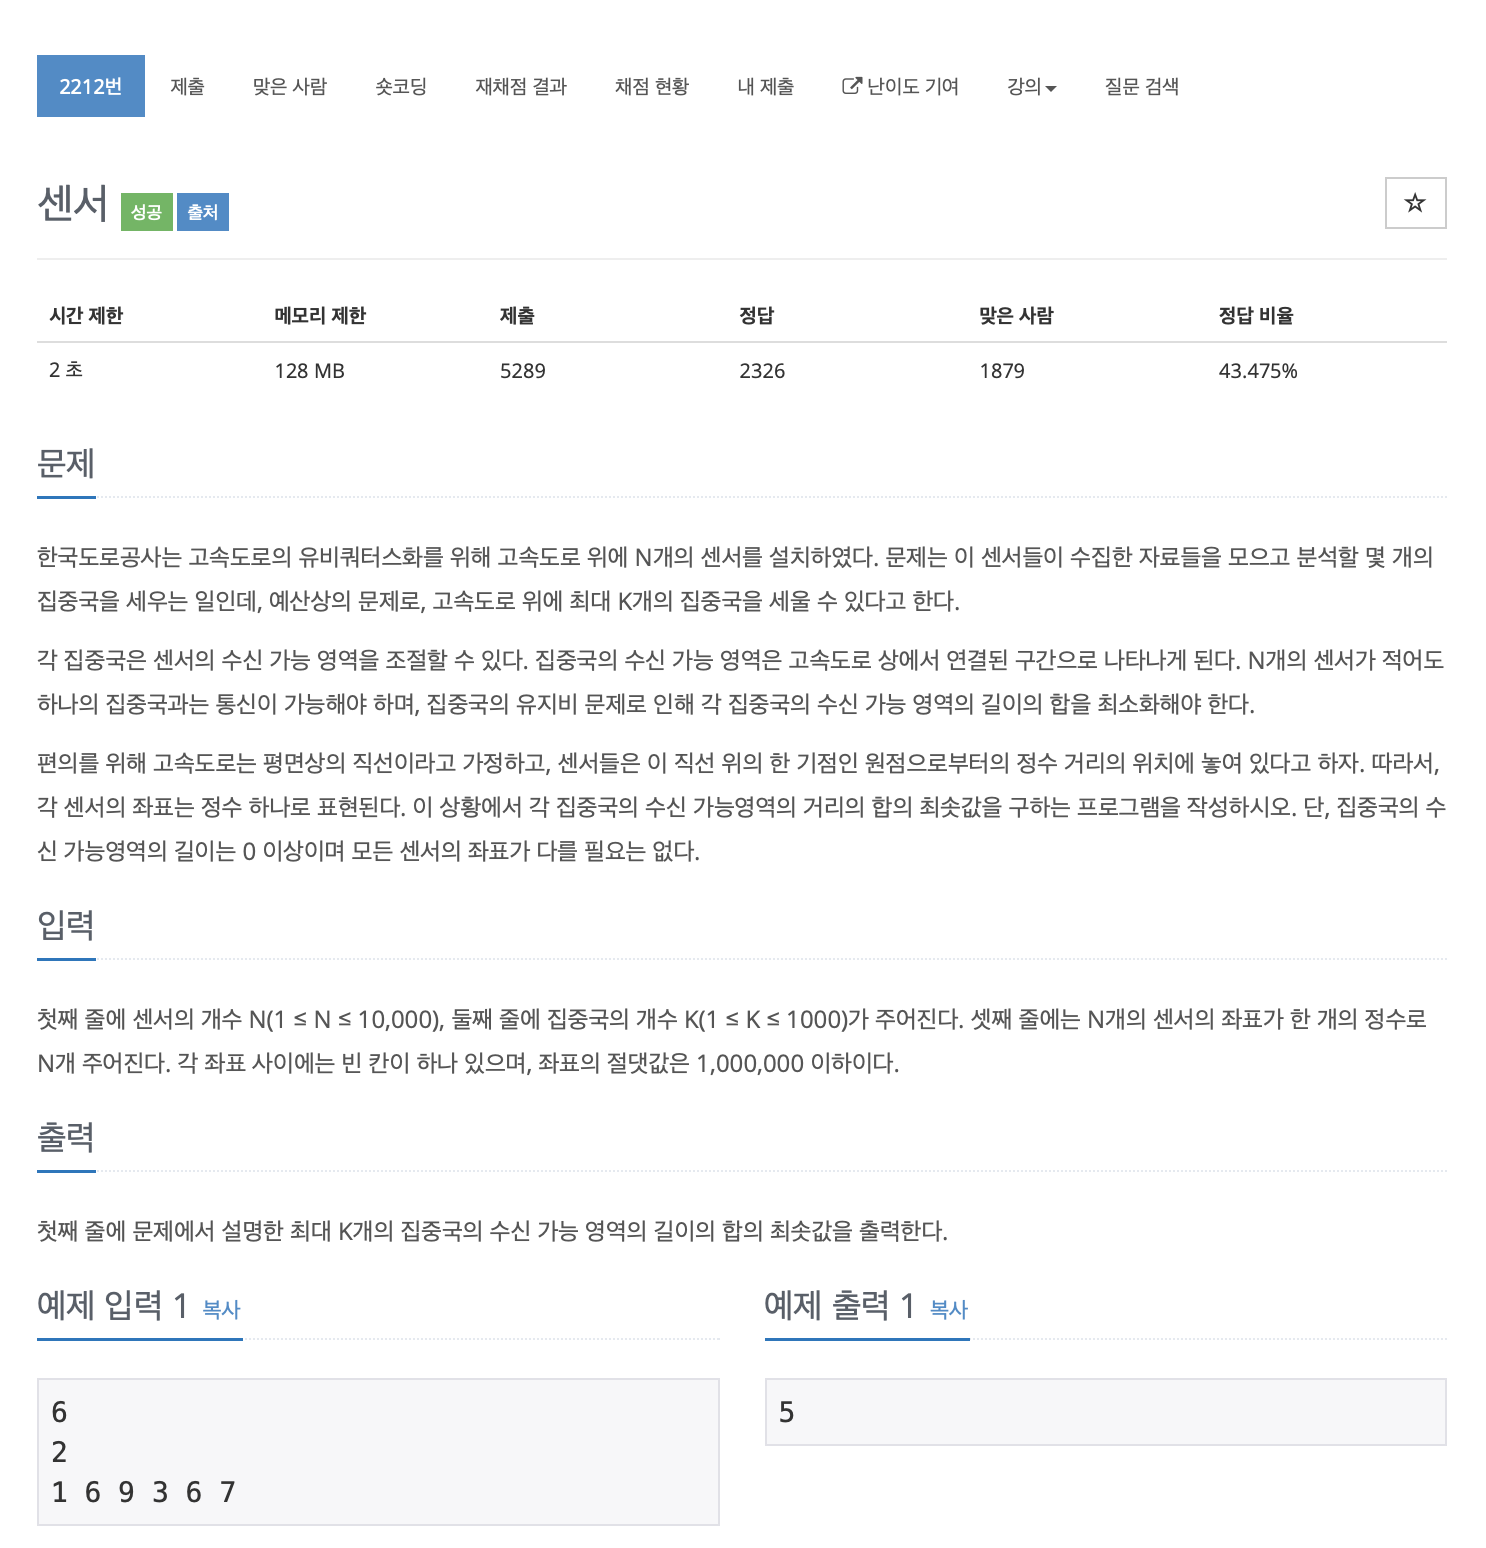 2212번 제출 맞은 사람 숏코딩 재채점 결과 채점 현황 내 제출 난이도 기여 강의 질문 검색
센서 성공 출처
시간 제한 메모리 제한 제출 정답 맞은 사람 정답 비율
2 초 128 MB 5289 2326 1879 43.475%
문제
한국도로공사는 고속도로의 유비쿼터스화를 위해 고속도로 위에 N개의 센서를 설치하였다. 문제는 이 센서들이 수집한 자료들을 모으고 분석할 몇 개의
집중국을 세우는 일인데, 예산상의 문제로, 고속도로 위에 최대 K개의 집중국을 세울 수 있다고 한다.
각 집중국은 센서의 수신 가능 영역을 조절할 수 있다. 집중국의 수신 가능 영역은 고속도로 상에서 연결된 구간으로 나타나게 된다. N개의 센서가 적어도
하나의 집중국과는 통신이 가능해야 하며, 집중국의 유지비 문제로 인해 각 집중국의 수신 가능 영역의 길이의 합을 최소화해야 한다.
편의를 위해 고속도로는 평면상의 직선이라고 가정하고, 센서들은 이 직선 위의 한 기점인 원점으로부터의 정수 거리의 위치에 놓여 있다고 하자. 따라서,
각 센서의 좌표는 정수 하나로 표현된다. 이 상황에서 각 집중국의 수신 가능영역의 거리의 합의 최솟값을 구하는 프로그램을 작성하시오. 단, 집중국의 수
신 가능영역의 길이는 0 이상이며 모든 센서의 좌표가 다를 필요는 없다.
입력
첫째 줄에 센서의 개수 N(1 ≤ N ≤ 10,000), 둘째 줄에 집중국의 개수 K(1 ≤ K ≤ 1000)가 주어진다. 셋째 줄에는 N개의 센서의 좌표가 한 개의 정수로
N개 주어진다. 각 좌표 사이에는 빈 칸이 하나 있으며, 좌표의 절댓값은 1,000,000 이하이다.
출력
첫째 줄에 문제에서 설명한 최대 K개의 집중국의 수신 가능 영역의 길이의 합의 최솟값을 출력한다.
예제 입력 1 복사
6
2
1 6 9 3 6 7
예제 출력 1 복사
5